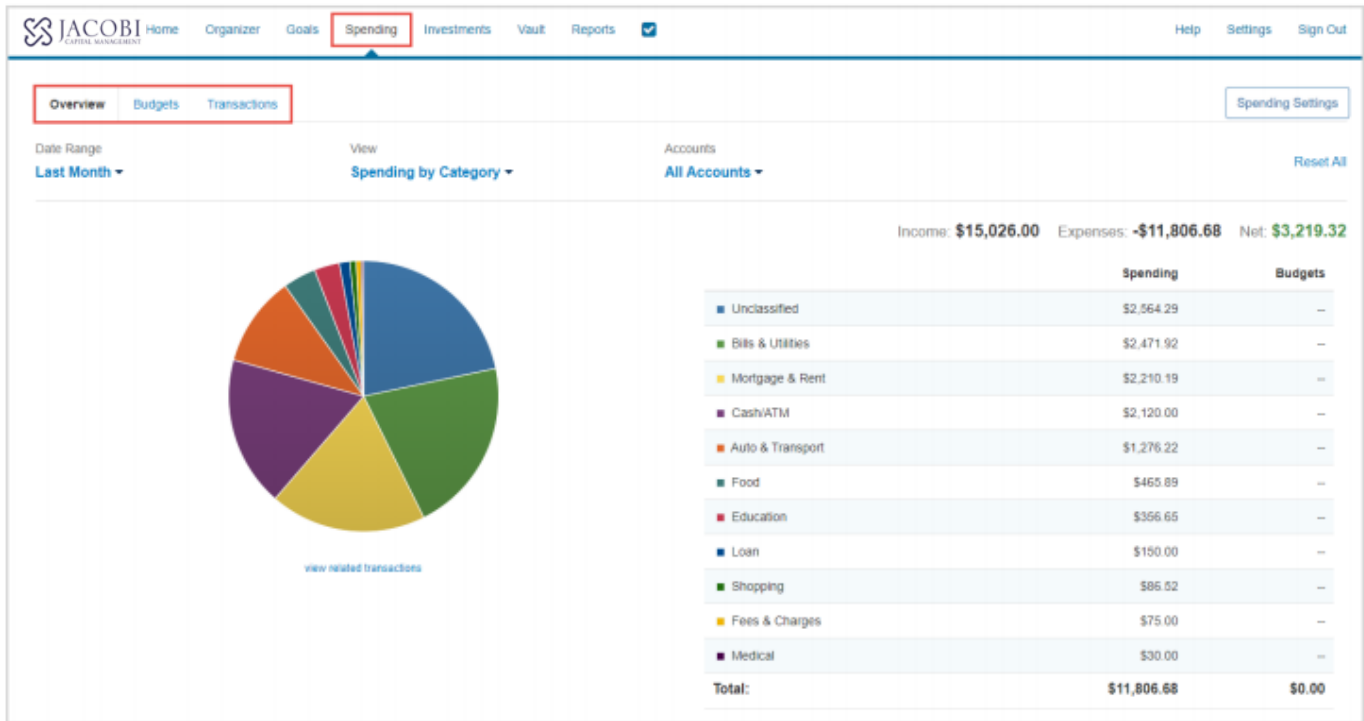 JACOBI Home Organizer Goals Spending Investments Vault Reports Help Settings Sign Out
CAPITAL MANAGEMENT
Overview Budgets Transactions Spending Settings
Date Range View Accounts
Last Month Spending by Category All Accounts Reset All
Income: $15,026.00 Expenses: -$11,806.68 Net: $3,219.32
Spending Budgets
Unclassified $2,564.29 --
Bills & Utilities $2,471.92 --
Mortgage & Rent $2,210.19 --
Cash/ATM $2,120.00 --
Auto & Transport $1,276.22 --
Food $465.89 --
Education $356.65 --
Loan $150.00 --
Shopping $86.52 --
Fees & Charges $75.00 --
Medical $30.00 --
Total: $11,806.68 $0.00
view related transactions